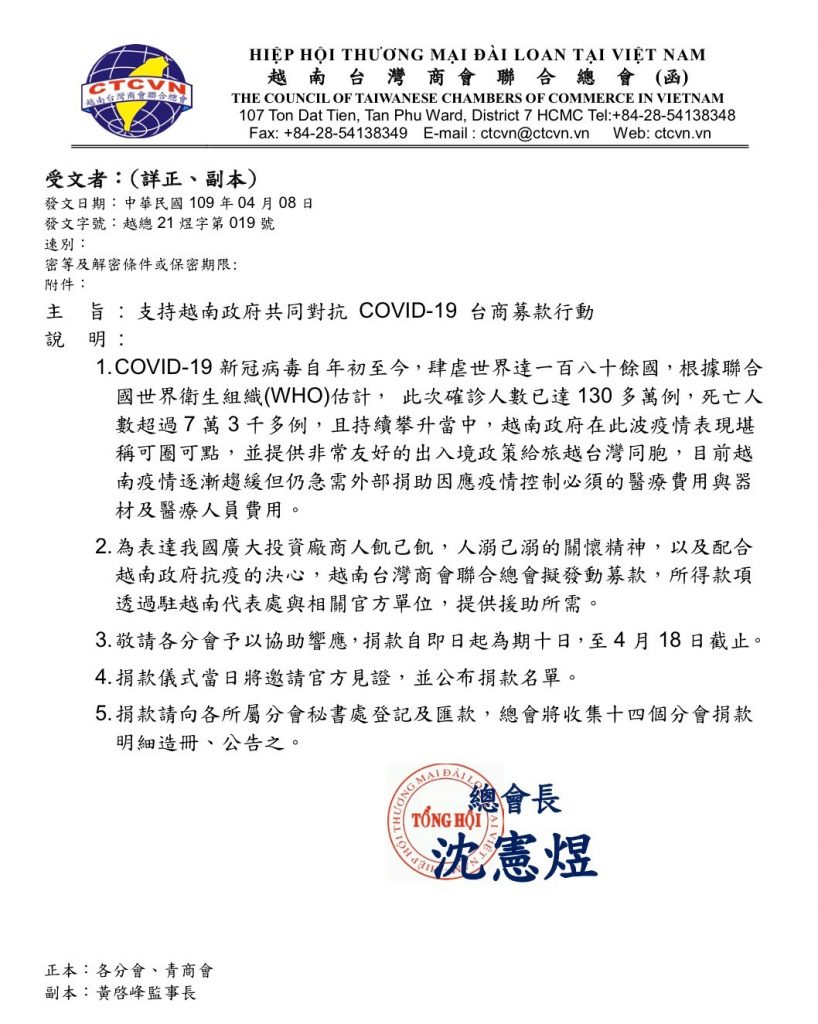 CTCVN
越南台灣商會聯合總會
HIỆP HỘI THƯƠNG MẠI ĐÀI LOAN TẠI VIỆT NAM
越南台灣商會聯合總會(函)
THE COUNCIL OF TAIWANESE CHAMBERS OF COMMERCE IN VIETNAM
107 Ton Dat Tien, Tan Phu Ward, District 7 HCMC Tel:+84-28-54138348
Fax: +84-28-54138349 E-mail : ctcvn@ctcvn.vn Web: ctcvn.vn
受文者：(詳正、副本)
發文日期：中華民國 109 年 04 月 08 日
發文字號：越總 21 煜字第 019 號
速別：
密等及解密條件或保密期限:
附件：
主 旨：支持越南政府共同對抗 COVID-19 台商募款行動
說 明：
1.COVID-19 新冠病毒自年初至今，肆虐世界達一百八十餘國，根據聯合
國世界衛生組織(WHO)估計， 此次確診人數已達 130 多萬例，死亡人
數超過 7 萬 3 千多例，且持續攀升當中，越南政府在此波疫情表現堪
稱可圈可點，並提供非常友好的出入境政策給旅越台灣同胞，目前越
南疫情逐漸趨緩但仍急需外部捐助因應疫情控制必須的醫療費用與器
材及醫療人員費用。
2. 為表達我國廣大投資廠商人飢己飢，人溺己溺的關懷精神，以及配合
越南政府抗疫的決心，越南台灣商會聯合總會擬發動募款，所得款項
透過駐越南代表處與相關官方單位，提供援助所需。
3. 敬請各分會予以協助響應，捐款自即日起為期十日，至 4 月 18 日截止。
4. 捐款儀式當日將邀請官方見證，並公布捐款名單。
5. 捐款請向各所屬分會秘書處登記及匯款，總會將收集十四個分會捐款
明細造冊、公告之。
HIỆP HỘI THƯƠNG MẠI ĐÀI LOAN TẠI VIỆT NAM
TỔNG HỘI
總會長
沈憲煜
正本：各分會、青商會
副本：黃啓峰監事長